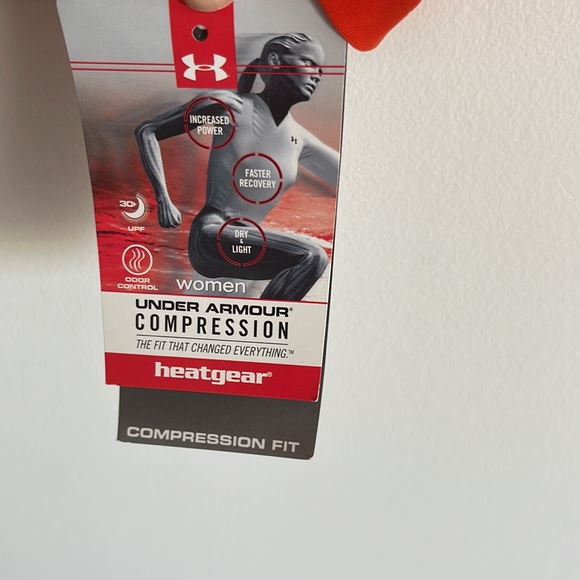 INCREASED
POWER
FASTER
RECOVERY
DRY
&
LIGHT
30+
UPF
ODOR
CONTROL
women
UNDER ARMOUR®
COMPRESSION
THE FIT THAT CHANGED EVERYTHING.™
heatgear®
COMPRESSION FIT